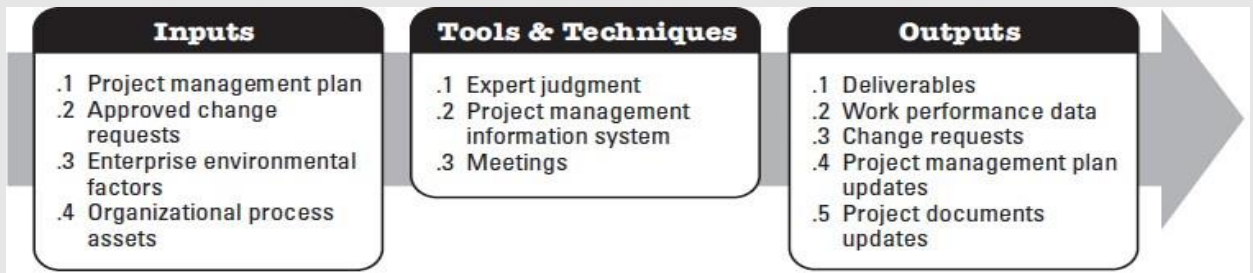 Inputs
.1 Project management plan
.2 Approved change
requests
.3 Enterprise environmental
factors
.4 Organizational process
assets
Tools & Techniques
.1 Expert judgment
.2 Project management
information system
.3 Meetings
Outputs
.1 Deliverables
.2 Work performance data
.3 Change requests
.4 Project management plan
updates
.5 Project documents
updates